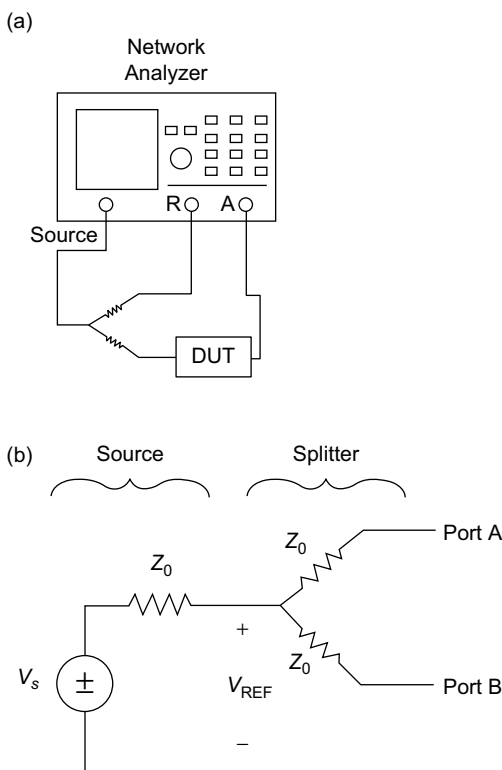 (a)
Network
Analyzer
R
A
Source
DUT
(b)
Source
Splitter
Z0
Port A
Z0
+
±
Vs
VREF
Z0
Port B
−